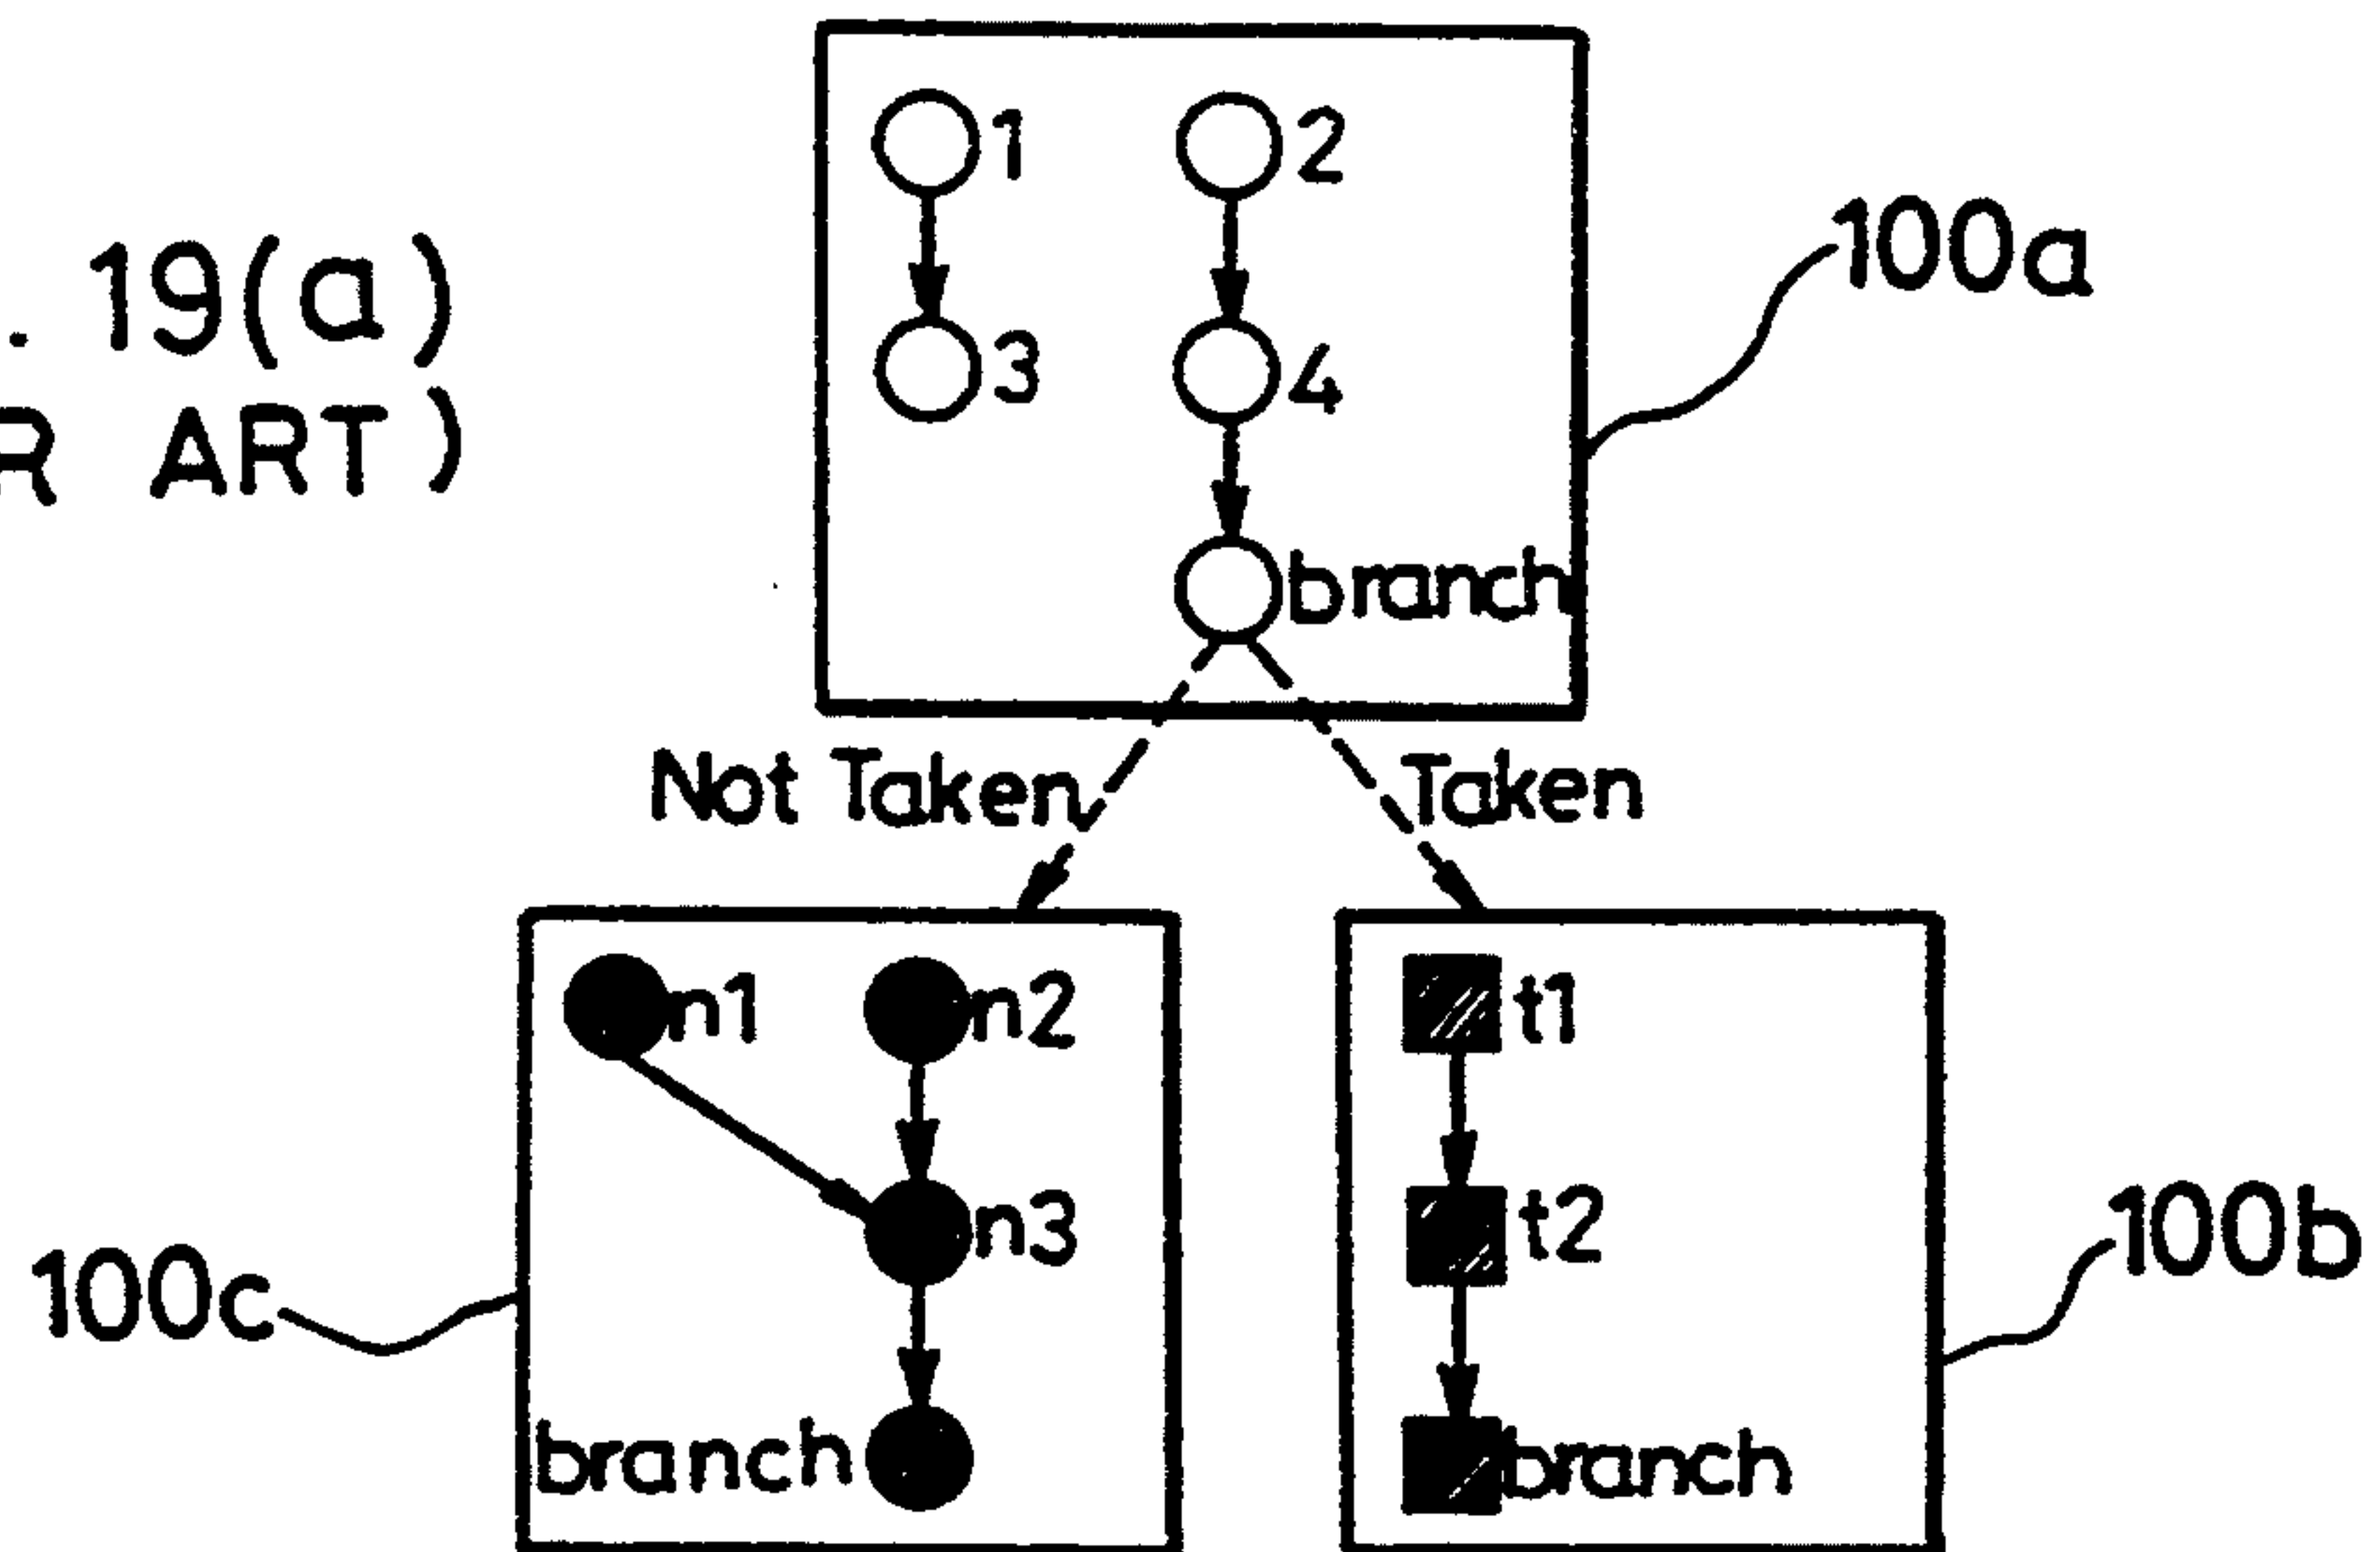 . 19(a)
R ART)
1 2
100a
3 4
branch
Not Taken Taken
n1 n2 t1
n3 t2
100b
100c
branch branch